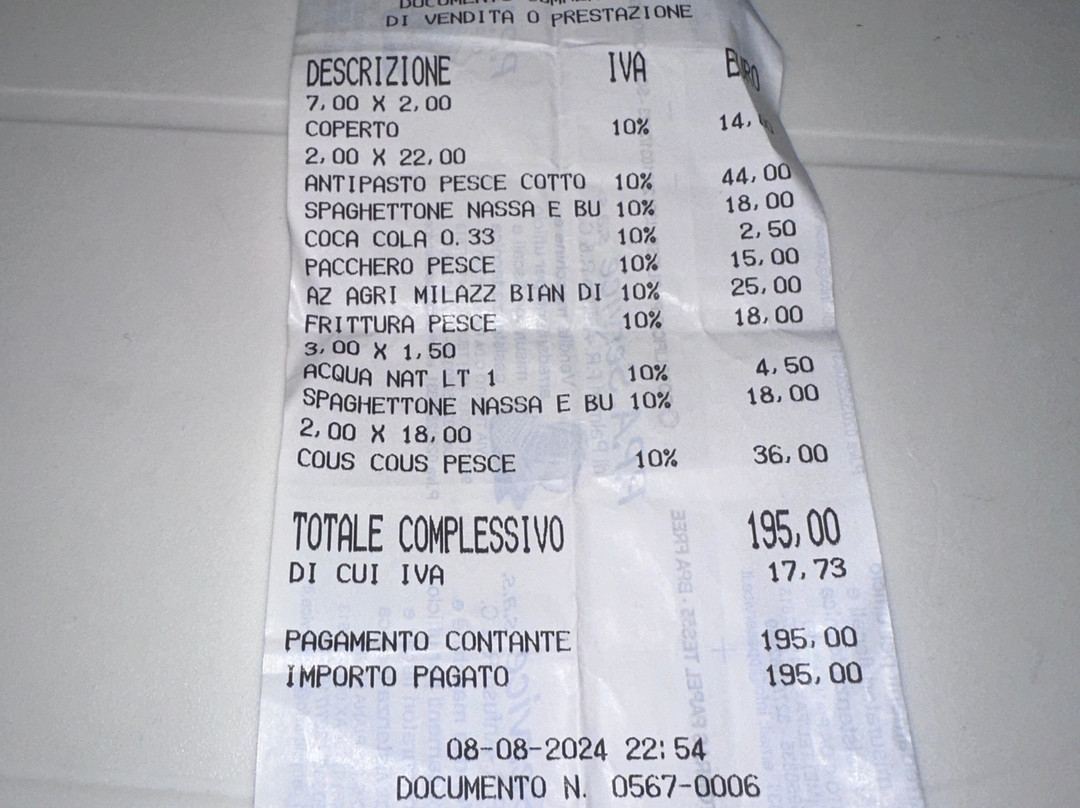 DI VENDITA O PRESTAZIONE
DESCRIZIONE IVA EURO
7,00 X 2,00
COPERTO 10% 14,
2,00 X 22,00
ANTIPASTO PESCE COTTO 10% 44,00
SPAGHETTONE NASSA E BU 10% 18,00
COCA COLA 0.33 10% 2,50
PACCHERO PESCE 10% 15,00
AZ AGRI MILAZZ BIAN DI 10% 25,00
FRITTURA PESCE 10% 18,00
3,00 X 1,50
ACQUA NAT LT 1 10% 4,50
SPAGHETTONE NASSA E BU 10% 18,00
2,00 X 18,00
COUS COUS PESCE 10% 36,00
TOTALE COMPLESSIVO 195,00
DI CUI IVA 17,73
PAGAMENTO CONTANTE 195,00
IMPORTO PAGATO 195,00
08-08-2024 22:54
DOCUMENTO N. 0567-0006